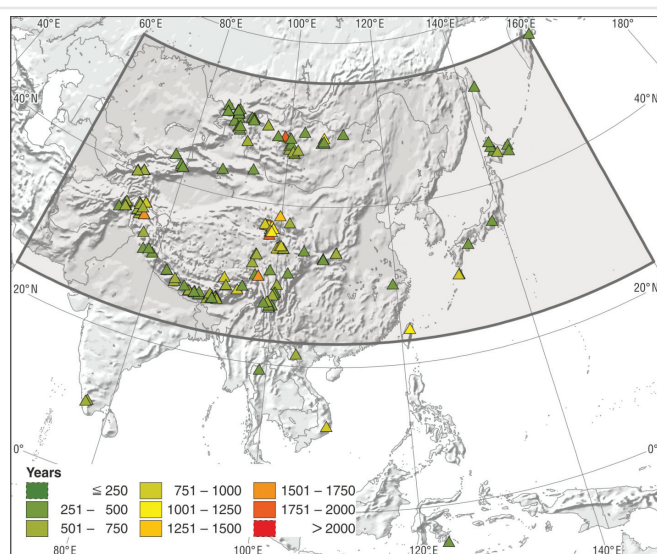 40°E 60°E 80°E 100°E 120°E 140°E 160°E 180°
40°N 40°N
20°N 20°N
0° 0°
Years
≦ 250 751 – 1000 1501 – 1750
251 – 500 1001 – 1250 1751 – 2000
501 – 750 1251 – 1500 > 2000
80°E 100°E 120°E 140°E